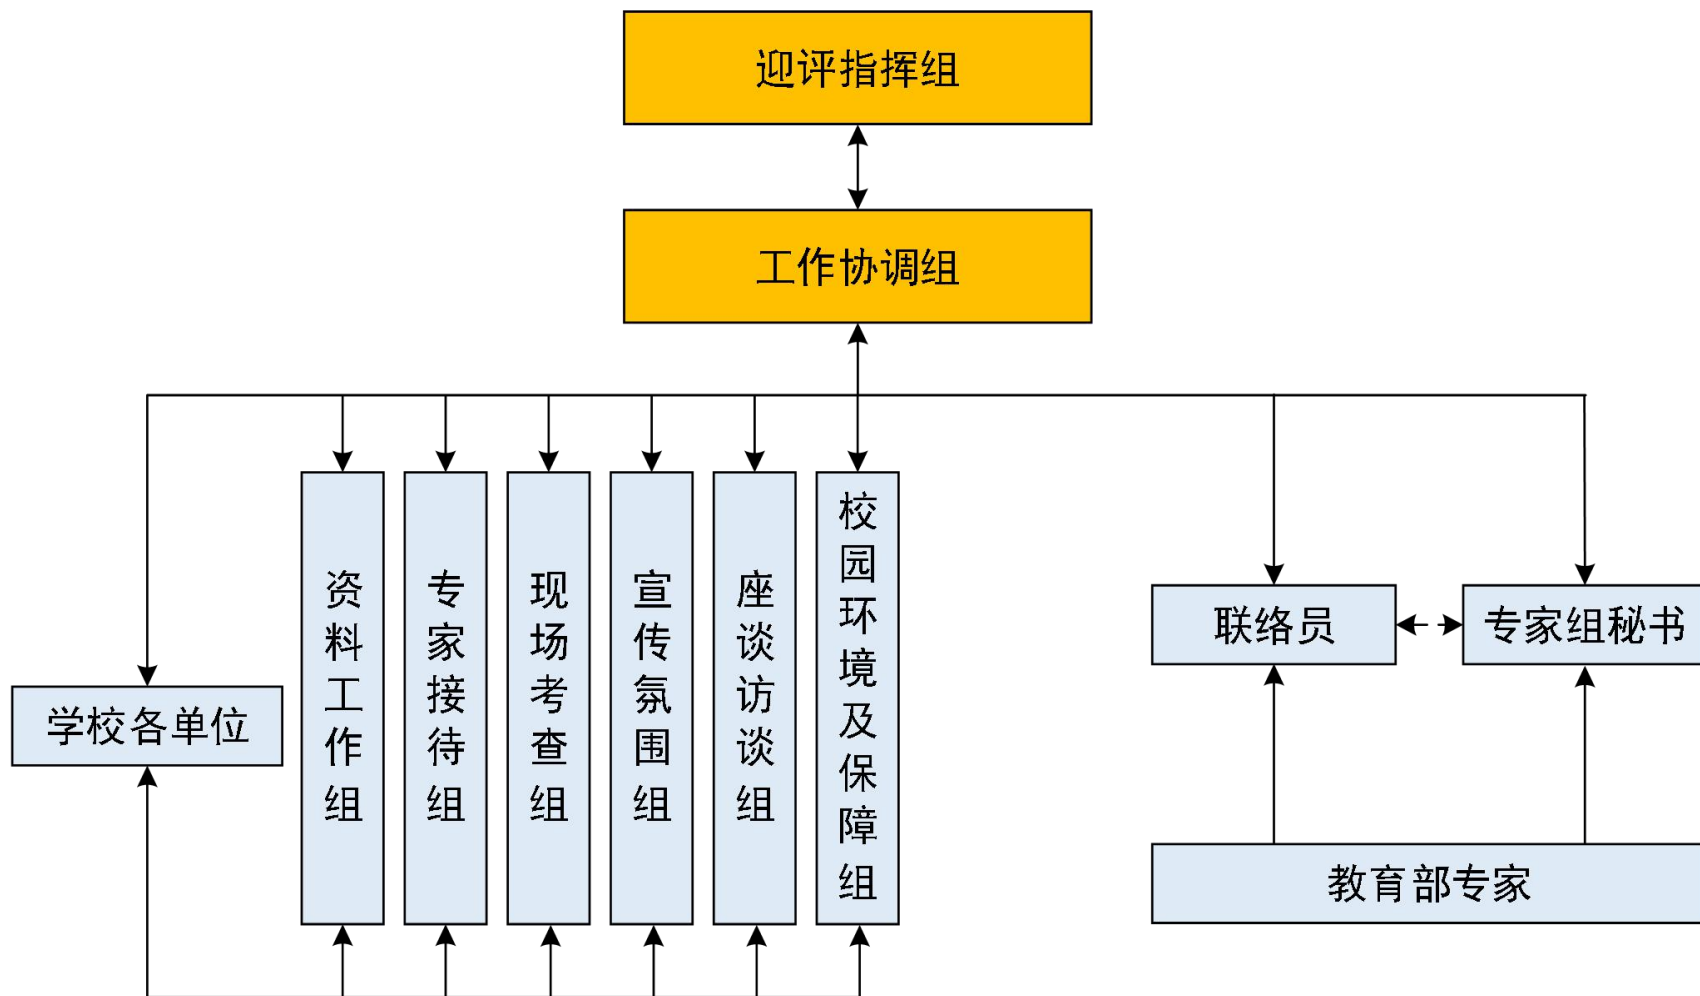 迎评指挥组
工作协调组
学校各单位
资料工作组
专家接待组
现场考查组
宣传氛围组
座谈访谈组
校园环境及保障组
联络员
专家组秘书
教育部专家